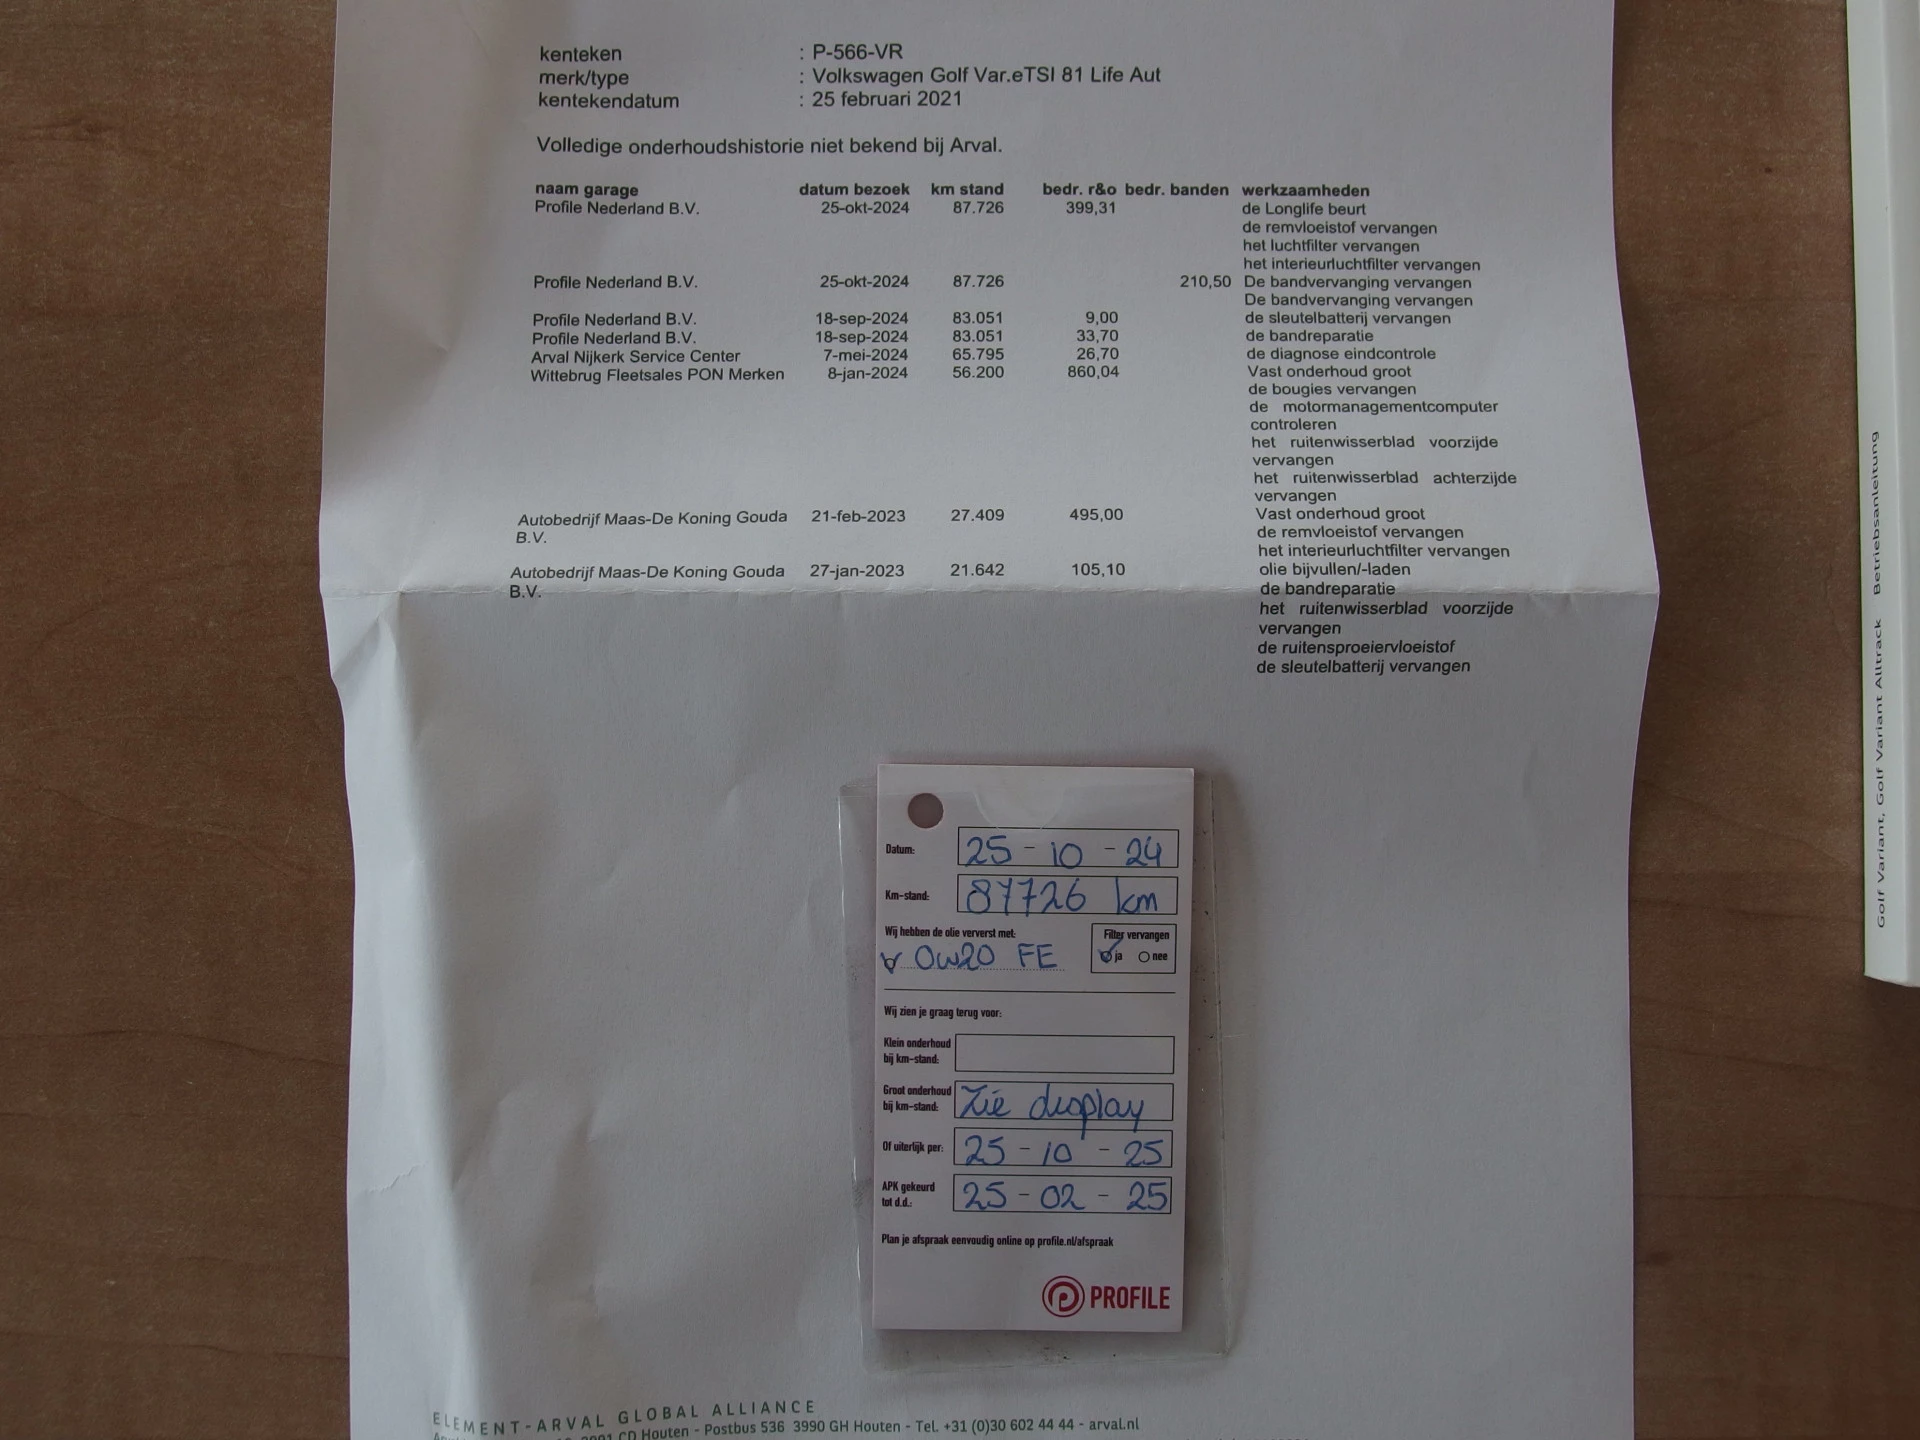 kenteken : P-566-VR
merk/type : Volkswagen Golf Var.eTSI 81 Life Aut
kentekendatum : 25 februari 2021
Volledige onderhoudshistorie niet bekend bij Arval.
naam garage datum bezoek km stand bedr. r&o bedr. banden werkzaamheden
Profile Nederland B.V. 25-okt-2024 87.726 399,31 de Longlife beurt
de remvloeistof vervangen
het luchtfilter vervangen
het interieurluchtfilter vervangen
Profile Nederland B.V. 25-okt-2024 87.726 210,50 De bandvervanging vervangen
De bandvervanging vervangen
Profile Nederland B.V. 18-sep-2024 83.051 9,00 de sleutelbatterij vervangen
Profile Nederland B.V. 18-sep-2024 83.051 33,70 de bandreparatie
Arval Nijkerk Service Center 7-mei-2024 65.795 26,70 de diagnose eindcontrole
Wittebrug Fleetsales PON Merken 8-jan-2024 56.200 860,04 Vast onderhoud groot
de bougies vervangen
de motormanagementcomputer
controleren
het ruitenwisserblad voorzijde
vervangen
het ruitenwisserblad achterzijde
vervangen
Autobedrijf Maas-De Koning Gouda 21-feb-2023 27.409 495,00 Vast onderhoud groot
B.V. de remvloeistof vervangen
het interieurluchtfilter vervangen
Autobedrijf Maas-De Koning Gouda 27-jan-2023 21.642 105,10 olie bijvullen/-laden
B.V. de bandreparatie
het ruitenwisserblad voorzijde
vervangen
de ruitensproeiervloeistof
de sleutelbatterij vervangen
Datum: 25-10-24
Km-stand: 87726 km
Wij hebben de olie ververst met: Filter vervangen
0w20 FE ja nee
Wij zien je graag terug voor:
Klein onderhoud
bij km-stand:
Groot onderhoud
bij km-stand: Zie display
Of uiterlijk per: 25-10-25
APK gekeurd
tot d.d.: 25-02-25
Plan je afspraak eenvoudig online op profile.nl/afspraak
PROFILE
ELEMENT-ARVAL GLOBAL ALLIANCE
CD Houten - Postbus 536 3990 GH Houten - Tel. +31 (0)30 602 44 44 - arval.nl
Golf Variant, Golf Variant Alltrack Betriebsanleitung